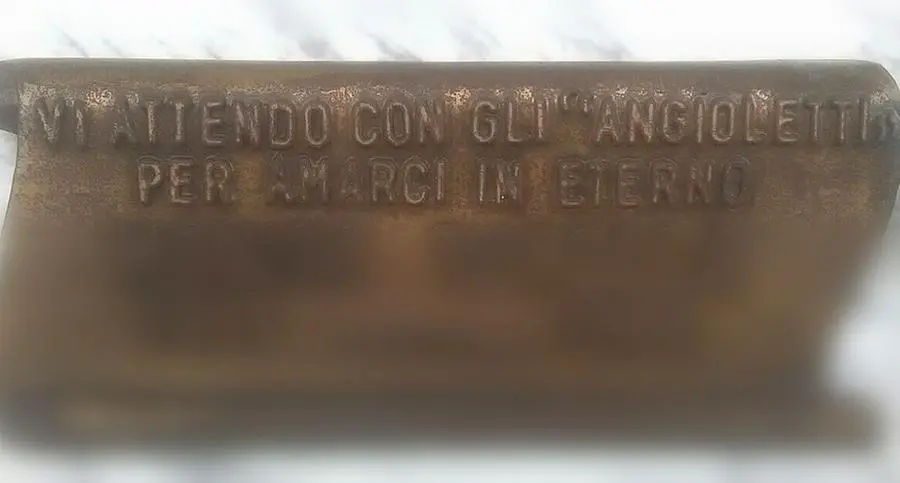 VI ATTENDO CON GLI "ANGIOLETTI"
PER AMARCI IN ETERNO